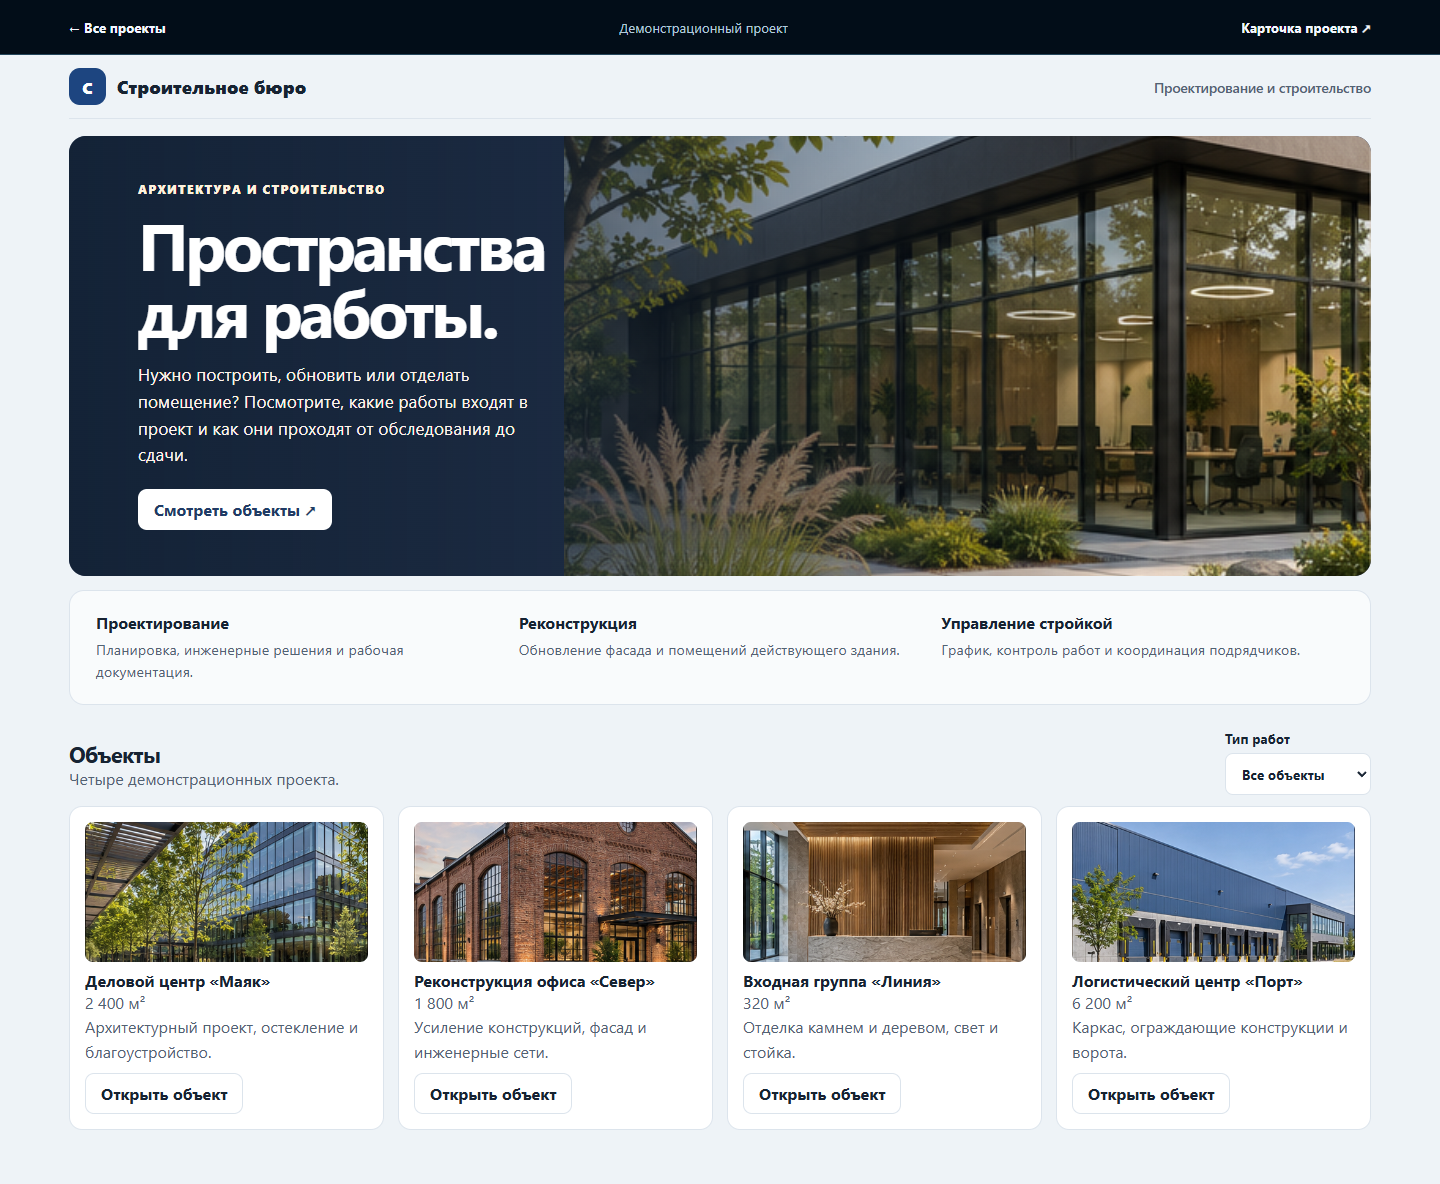 ← Все проекты
Демонстрационный проект
Карточка проекта ↗
С Строительное бюро
Проектирование и строительство
АРХИТЕКТУРА И СТРОИТЕЛЬСТВО
Пространства
для работы.
Нужно построить, обновить или отделать
помещение? Посмотрите, какие работы входят в
проект и как они проходят от обследования до
сдачи.
Смотреть объекты ↗
Проектирование
Планировка, инженерные решения и рабочая
документация.
Реконструкция
Обновление фасада и помещений действующего здания.
Управление стройкой
График, контроль работ и координация подрядчиков.
Объекты
Четыре демонстрационных проекта.
Тип работ
Все объекты
Деловой центр «Маяк»
2 400 м²
Архитектурный проект, остекление и
благоустройство.
Открыть объект
Реконструкция офиса «Север»
1 800 м²
Усиление конструкций, фасад и
инженерные сети.
Открыть объект
Входная группа «Линия»
320 м²
Отделка камнем и деревом, свет и
стойка.
Открыть объект
Логистический центр «Порт»
6 200 м²
Каркас, ограждающие конструкции и
ворота.
Открыть объект